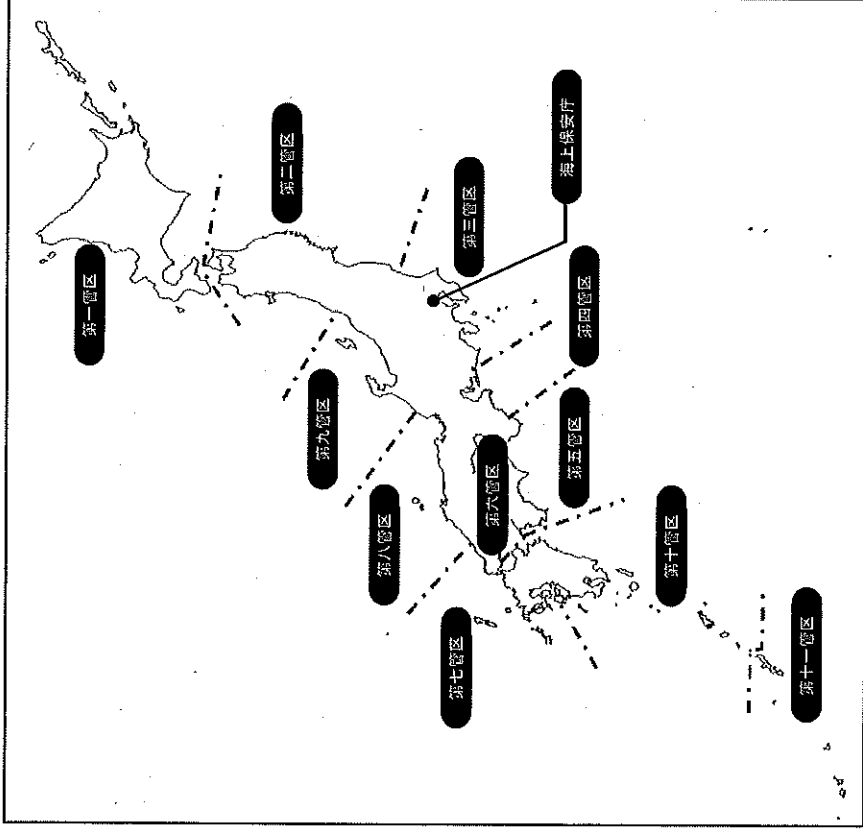 第一管区
第二管区
第三管区
海上保安庁
第四管区
第五管区
第六管区
第七管区
第八管区
第九管区
第十管区
第十一管区